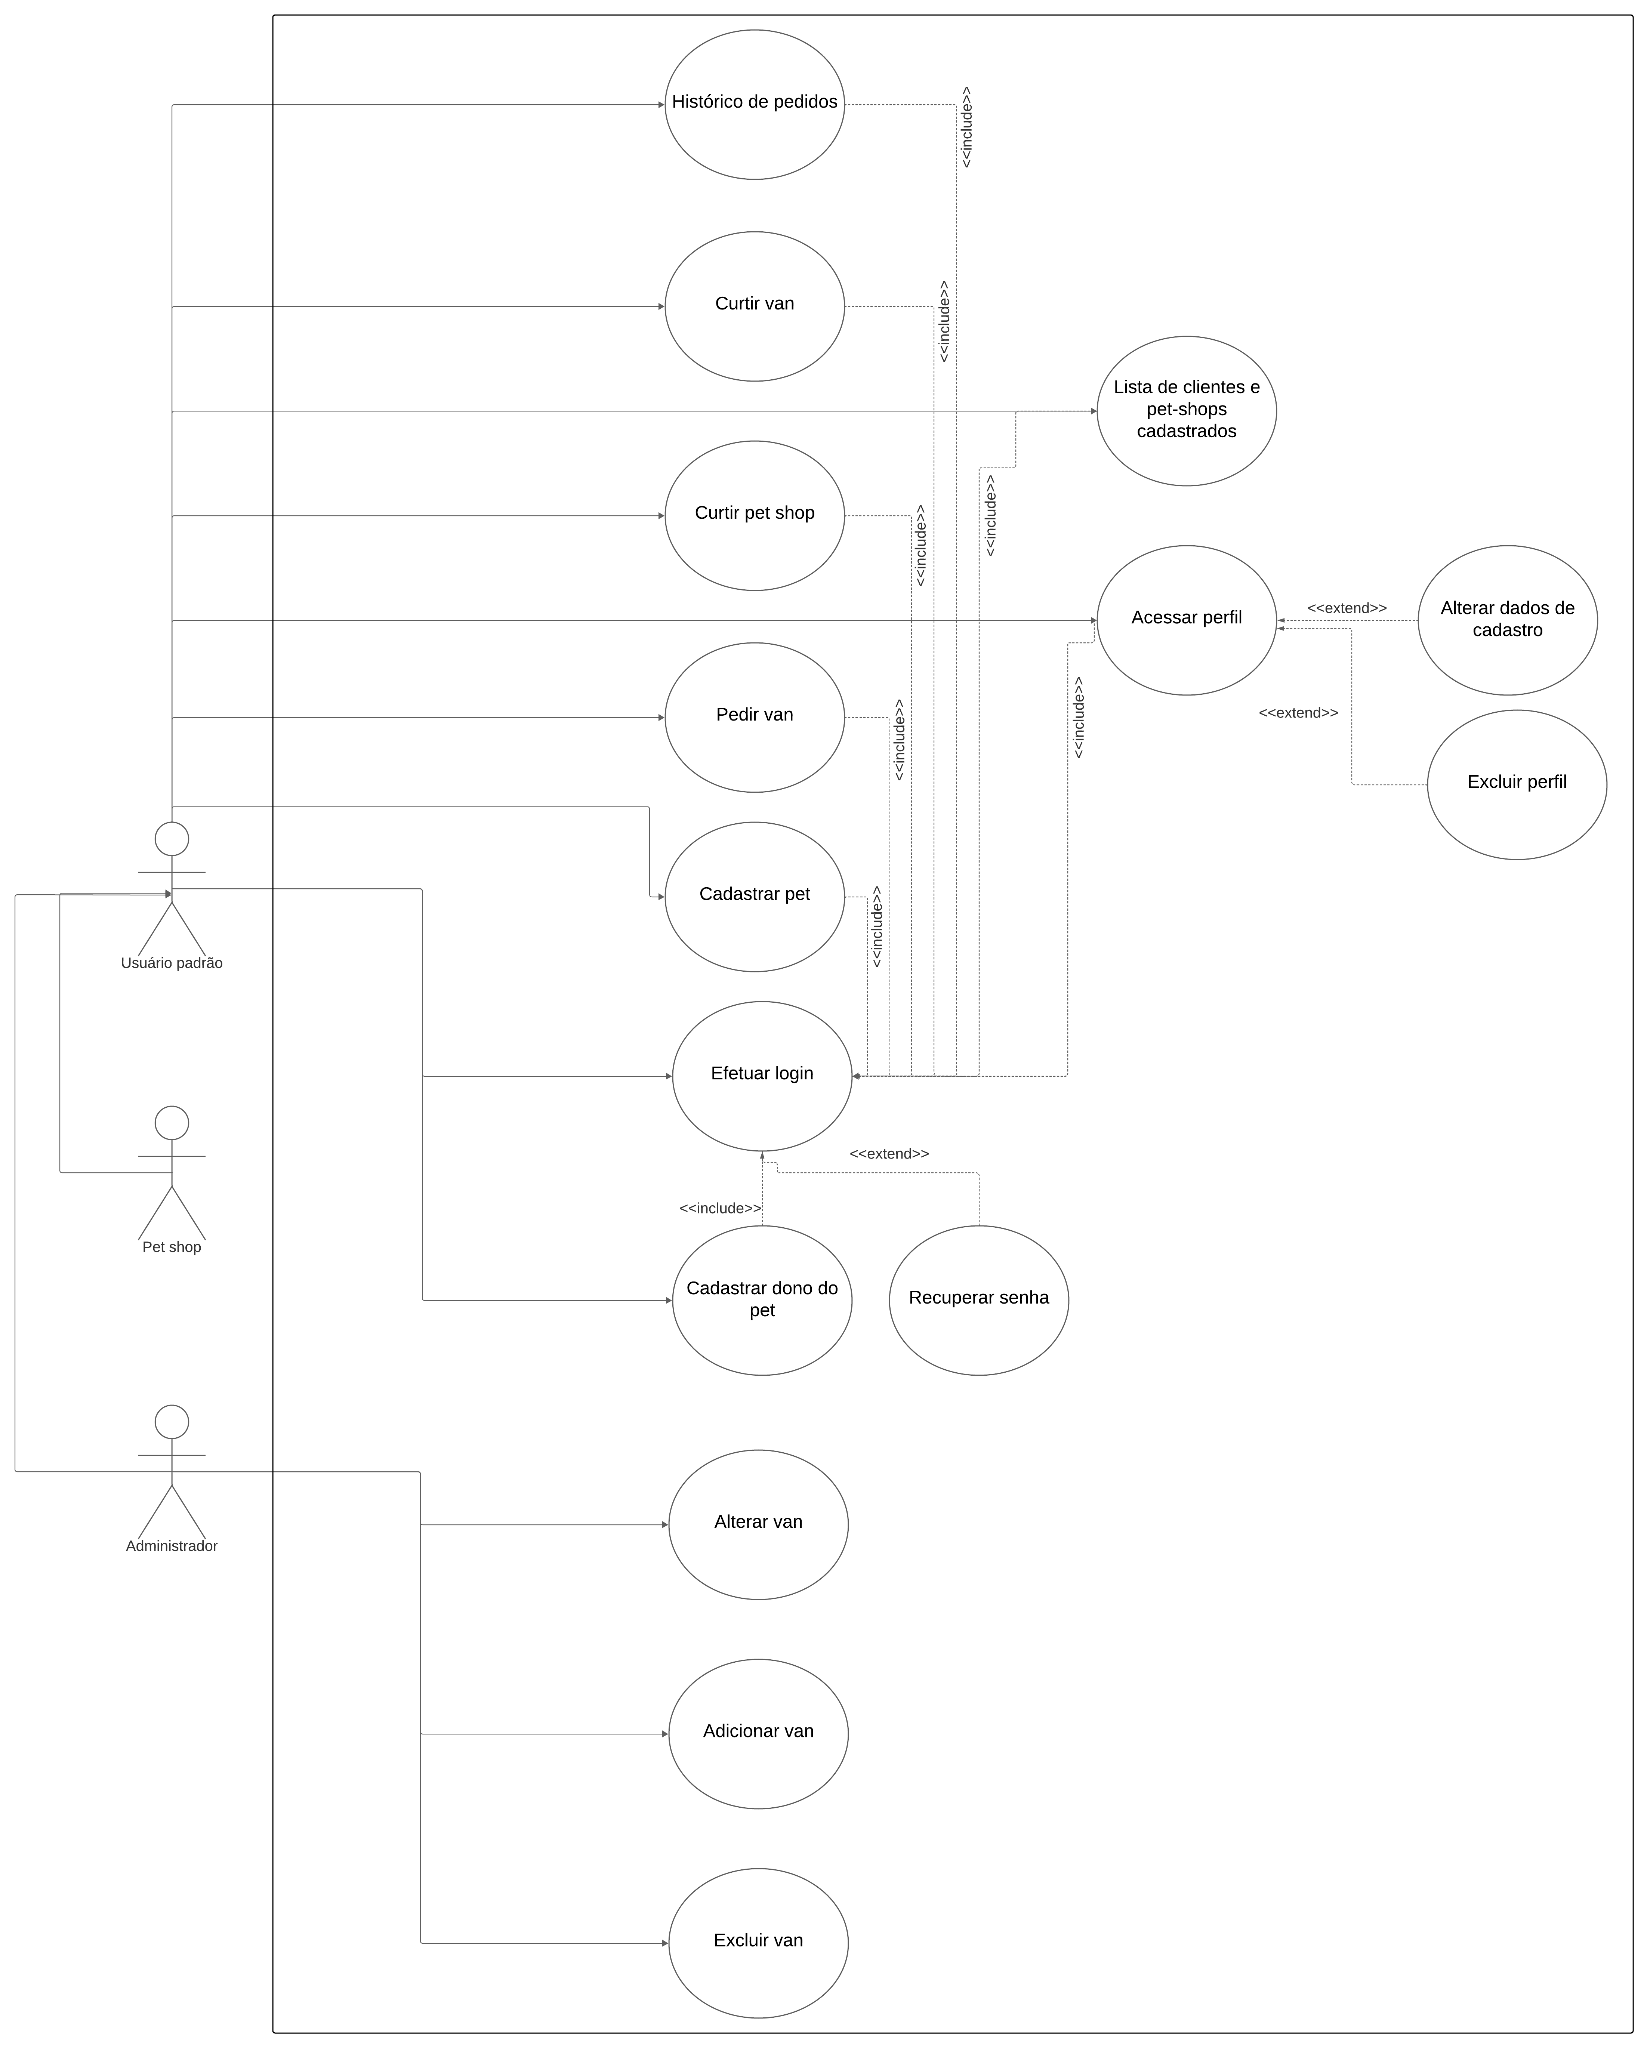 Histórico de pedidos
<<include>>
Curtir van
<<include>>
Lista de clientes e
pet-shops
cadastrados
<<include>>
Curtir pet shop
<<include>>
Acessar perfil
<<extend>>
Alterar dados de
cadastro
<<include>>
<<extend>>
Pedir van
<<include>>
Excluir perfil
Cadastrar pet
<<include>>
Usuário padrão
Efetuar login
<<extend>>
<<include>>
Pet shop
Cadastrar dono do
pet
Recuperar senha
Alterar van
Administrador
Adicionar van
Excluir van